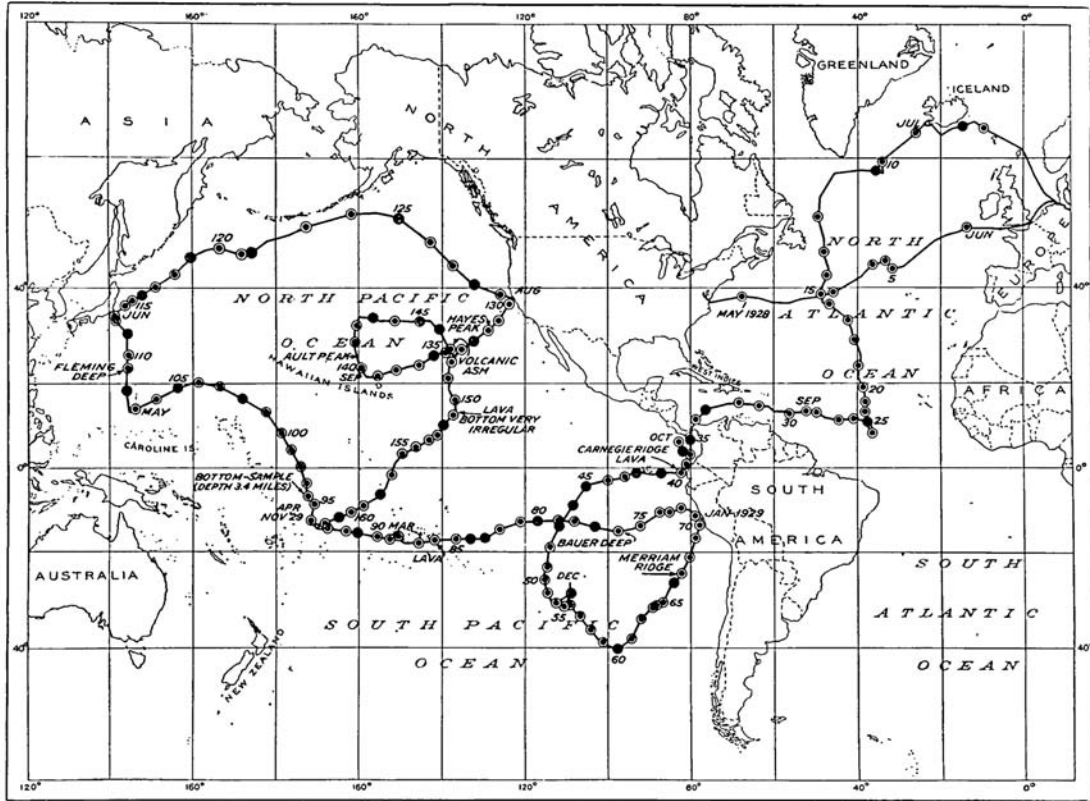 120° 160° 160° 120° 80° 40° 0°
GREENLAND
ICELAND
JUL
ASIA
NORTH
AMERICA
10
125
120
JUN
EUROPE
NORTH
5
40° 40°
115
JUN
NORTH PACIFIC
AUG
130
15
MAY 1928
ATLANTIC
145
HAYES
PEAK
OCEAN
135
110
AULT PEAK
VOLCANIC
ASH
FLEMING
DEEP
140
SEP
HAWAIIAN ISLANDS
WEST INDIES
OCEAN
AFRICA
105
20
150
MAY
SEP
LAVA
BOTTOM VERY
IRREGULAR
30
25
100
OCT
35
155
CAROLINE IS
CARNEGIE RIDGE
LAVA
0° 0°
BOTTOM-SAMPLE
(DEPTH 3.4 MILES)
45
40
SOUTH
95
APR
NOV 29
160
80
75
JAN-1929
90 MAR
70
LAVA
85
BAUER DEEP
AMERICA
MERRIAM
RIDGE
AUSTRALIA
50
DEC
SOUTH
55
65
ATLANTIC
SOUTH PACIFIC
NEW ZEALAND
40° 40°
60
OCEAN
OCEAN
120° 160° 160° 120° 80° 40° 0°